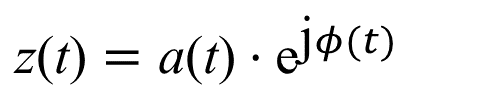 z(t) = a(t) · e^{jϕ(t)}